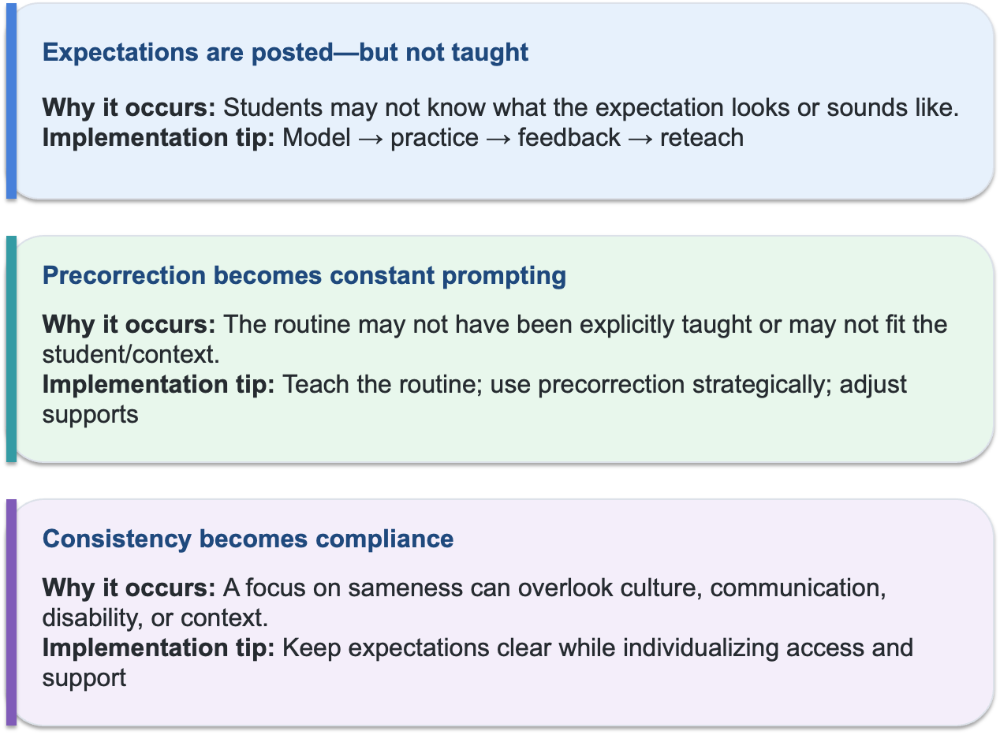 Expectations are posted—but not taught
Why it occurs: Students may not know what the expectation looks or sounds like.
Implementation tip: Model → practice → feedback → reteach
Precorrection becomes constant prompting
Why it occurs: The routine may not have been explicitly taught or may not fit the
student/context.
Implementation tip: Teach the routine; use precorrection strategically; adjust
supports
Consistency becomes compliance
Why it occurs: A focus on sameness can overlook culture, communication,
disability, or context.
Implementation tip: Keep expectations clear while individualizing access and
support